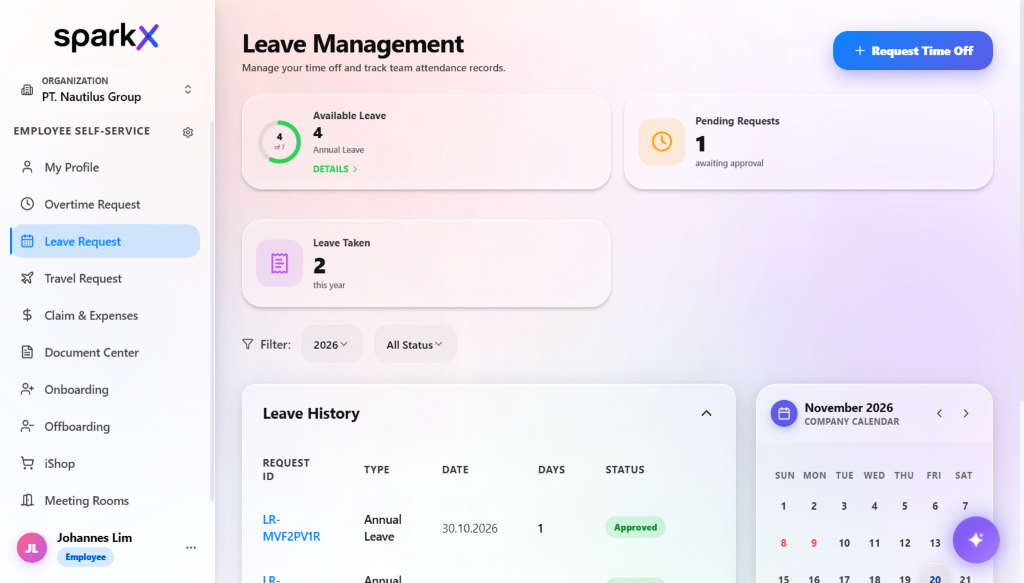 sparkX
ORGANIZATION
PT. Nautilus Group
EMPLOYEE SELF-SERVICE
My Profile
Overtime Request
Leave Request
Travel Request
Claim & Expenses
Document Center
Onboarding
Offboarding
iShop
Meeting Rooms
JL
Johannes Lim
Employee
Leave Management
Manage your time off and track team attendance records.
+ Request Time Off
4
of 7
Available Leave
4
Annual Leave
DETAILS
Pending Requests
1
awaiting approval
Leave Taken
2
this year
Filter:
2026
All Status
Leave History
REQUEST
ID
TYPE
DATE
DAYS
STATUS
LR-
MVF2PV1R
Annual
Leave
30.10.2026
1
Approved
LR-
Annual
November 2026
COMPANY CALENDAR
SUN MON TUE WED THU FRI SAT
1 2 3 4 5 6 7
8 9 10 11 12 13
15 16 17 18 19 20 21